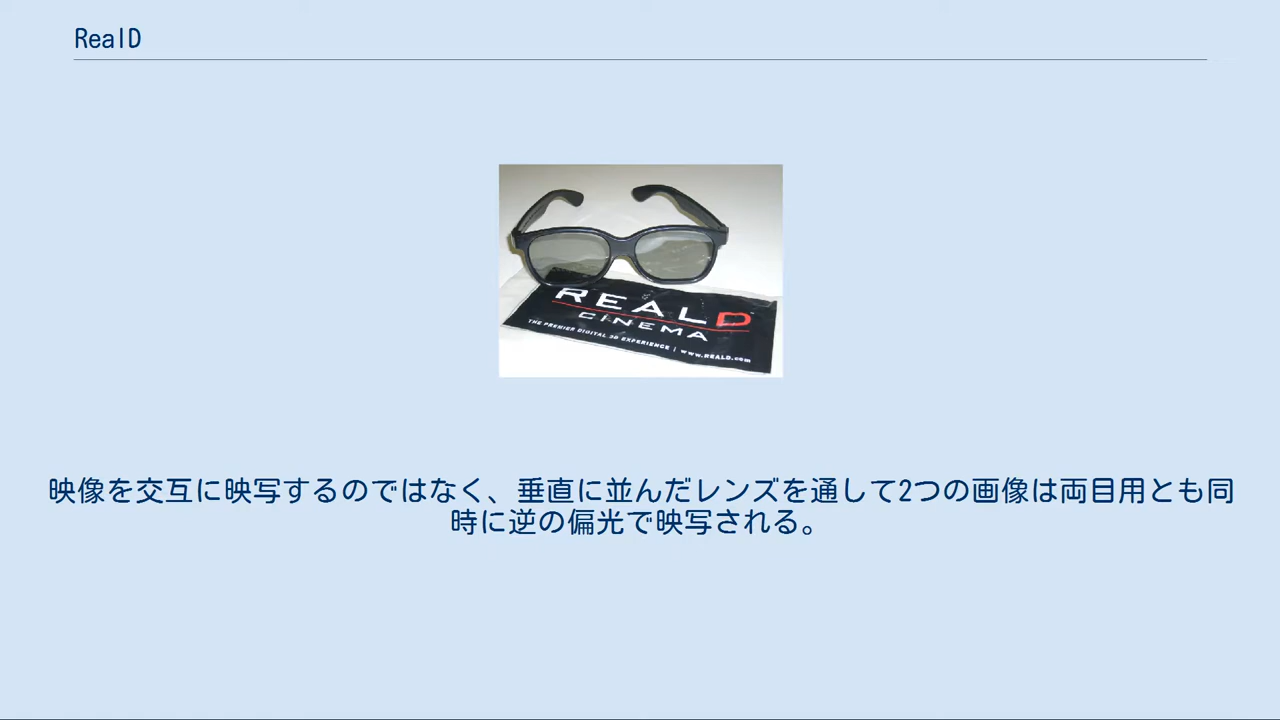 RealD
REALD
CINEMA
THE PREMIER DIGITAL 3D EXPERIENCE | www.REALD.com
映像を交互に映写するのではなく、垂直に並んだレンズを通して2つの画像は両目用とも同
時に逆の偏光で映写される。